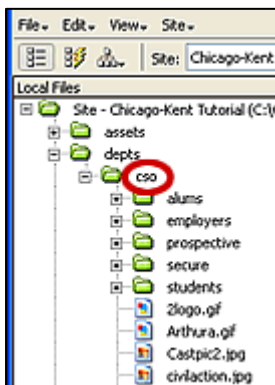 File Edit View Site
Site: Chicago-Kent
Local Files
Site - Chicago-Kent Tutorial (C:\
assets
depts
cso
alums
employers
prospective
secure
students
2logo.gif
Arthura.gif
Castpic2.jpg
civilaction.jpg